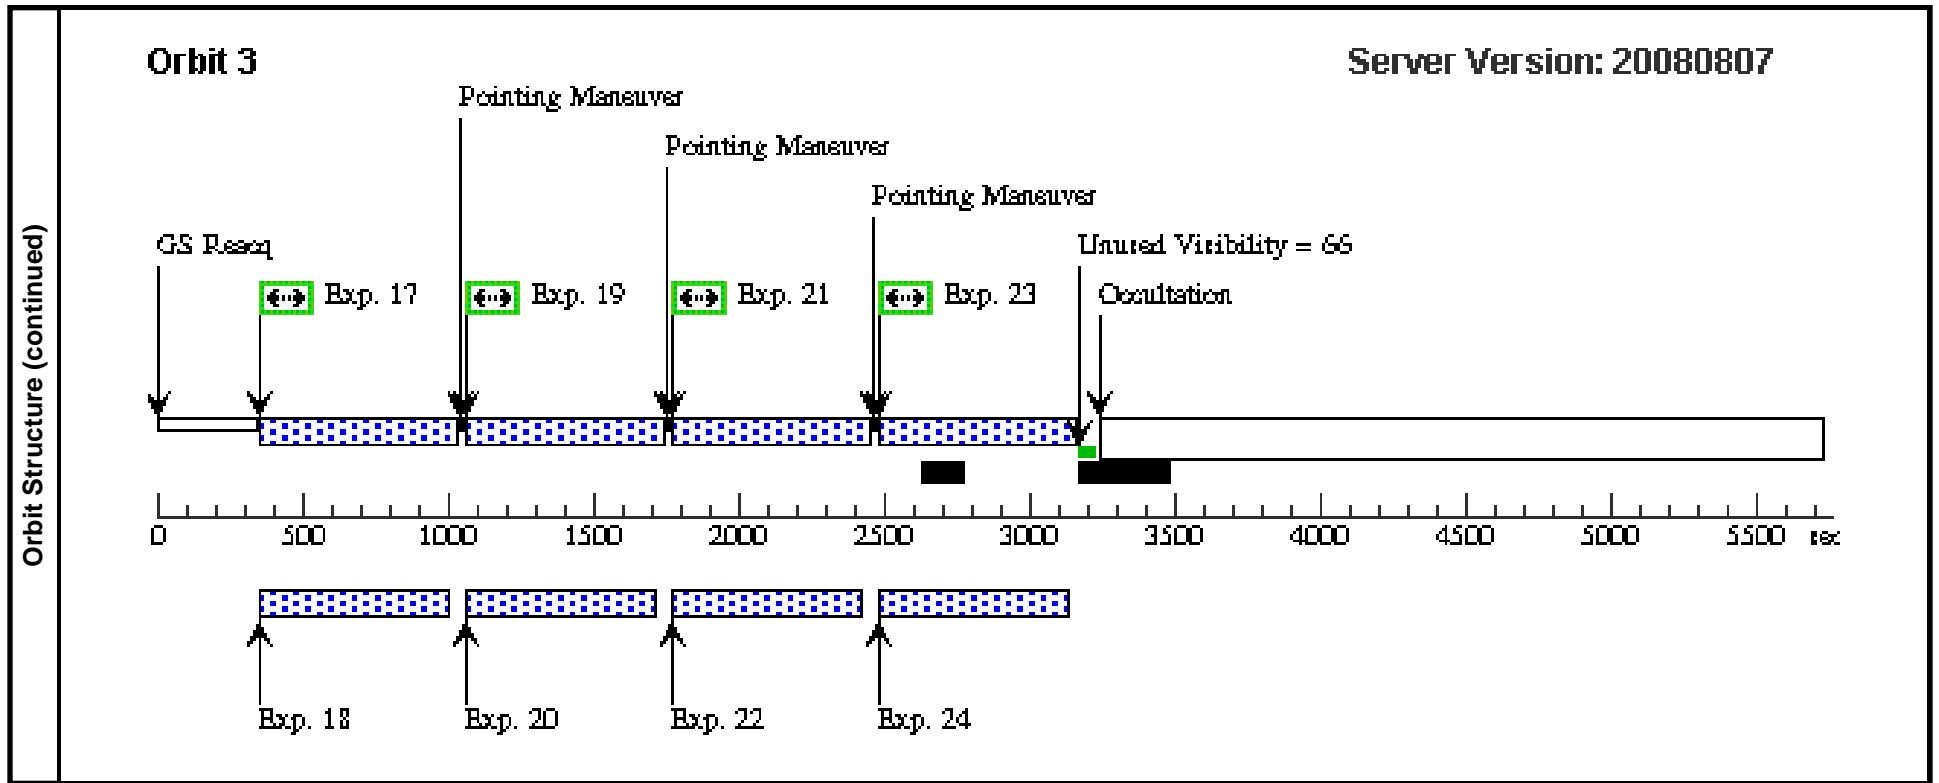 Orbit Structure (continued)
Orbit 3
Server Version: 20080807
Pointing Maneuver
Pointing Maneuver
Pointing Maneuver
GS Reacq
Unused Visibility = 66
Exp. 17
Exp. 19
Exp. 21
Exp. 23
Occultation
0 500 1000 1500 2000 2500 3000 3500 4000 4500 5000 5500 sec
Exp. 18
Exp. 20
Exp. 22
Exp. 24